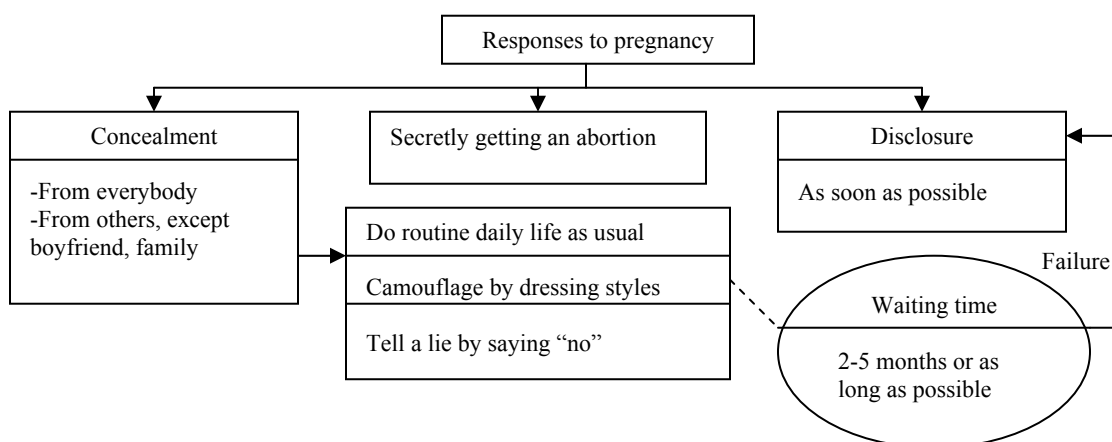 Responses to pregnancy
Concealment
-From everybody
-From others, except
boyfriend, family
Secretly getting an abortion
Disclosure
As soon as possible
Do routine daily life as usual
Camouflage by dressing styles
Tell a lie by saying “no”
Failure
Waiting time
2-5 months or as
long as possible